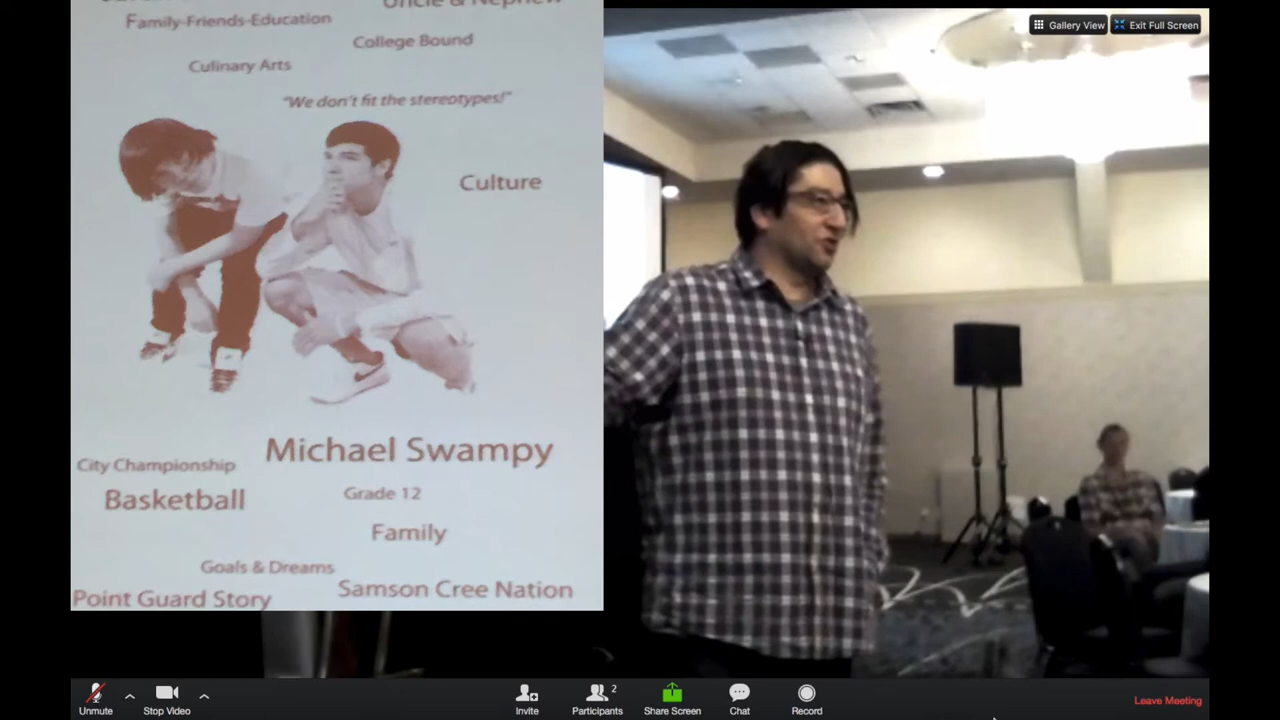 Uncle & Nephew
Family-Friends-Education
College Bound
Culinary Arts
"We don't fit the stereotypes!"
Culture
Michael Swampy
City Championship
Basketball
Grade 12
Family
Goals & Dreams
Samson Cree Nation
Point Guard Story
Gallery View
Exit Full Screen
Unmute
Stop Video
Invite
2
Participants
Share Screen
Chat
Record
Leave Meeting